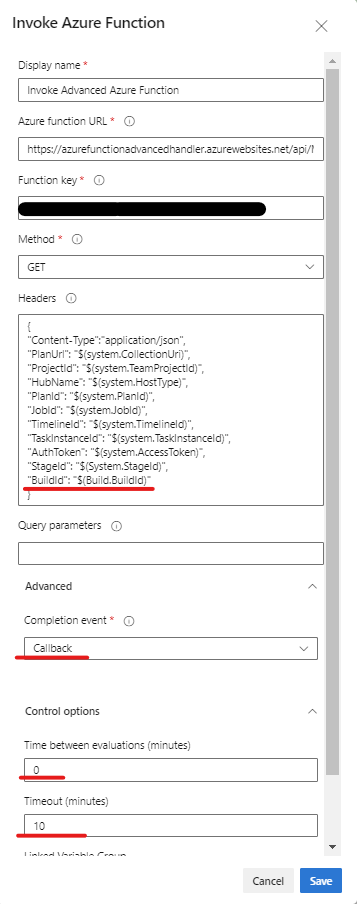 Invoke Azure Function
Display name *
Invoke Advanced Azure Function
Azure function URL *
https://azurefunctionadvancedhandler.azurewebsites.net/api/
Function key *
Method *
GET
Headers
{
"Content-Type":"application/json",
"PlanUrl": "$(system.CollectionUri)",
"ProjectId": "$(system.TeamProjectId)",
"HubName": "$(system.HostType)",
"PlanId": "$(system.PlanId)",
"JobId": "$(system.JobId)",
"TimelineId": "$(system.TimelineId)",
"TaskInstanceId": "$(system.TaskInstanceId)",
"AuthToken": "$(system.AccessToken)",
"StageId": "$(System.StageId)",
"BuildId": "$(Build.BuildId)"
}
Query parameters
Advanced
Completion event *
Callback
Control options
Time between evaluations (minutes)
0
Timeout (minutes)
10
Linked Variable Group
Cancel
Save